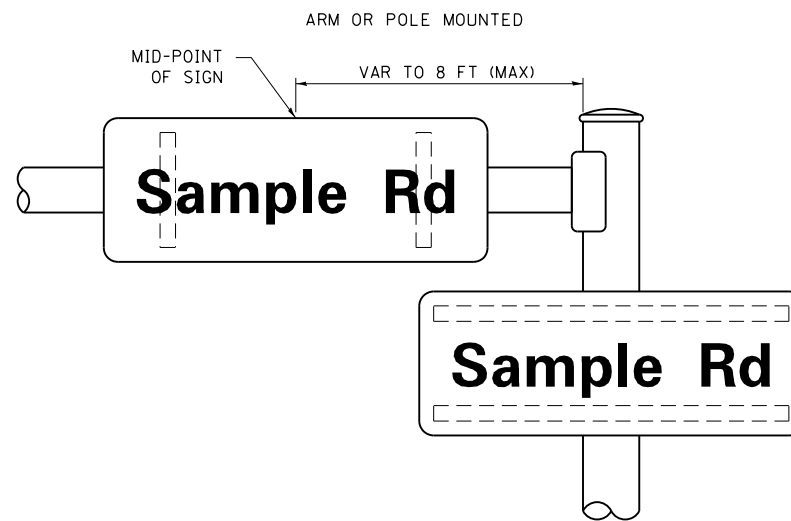 ARM OR POLE MOUNTED
MID-POINT
OF SIGN
VAR TO 8 FT (MAX)
Sample Rd
Sample Rd